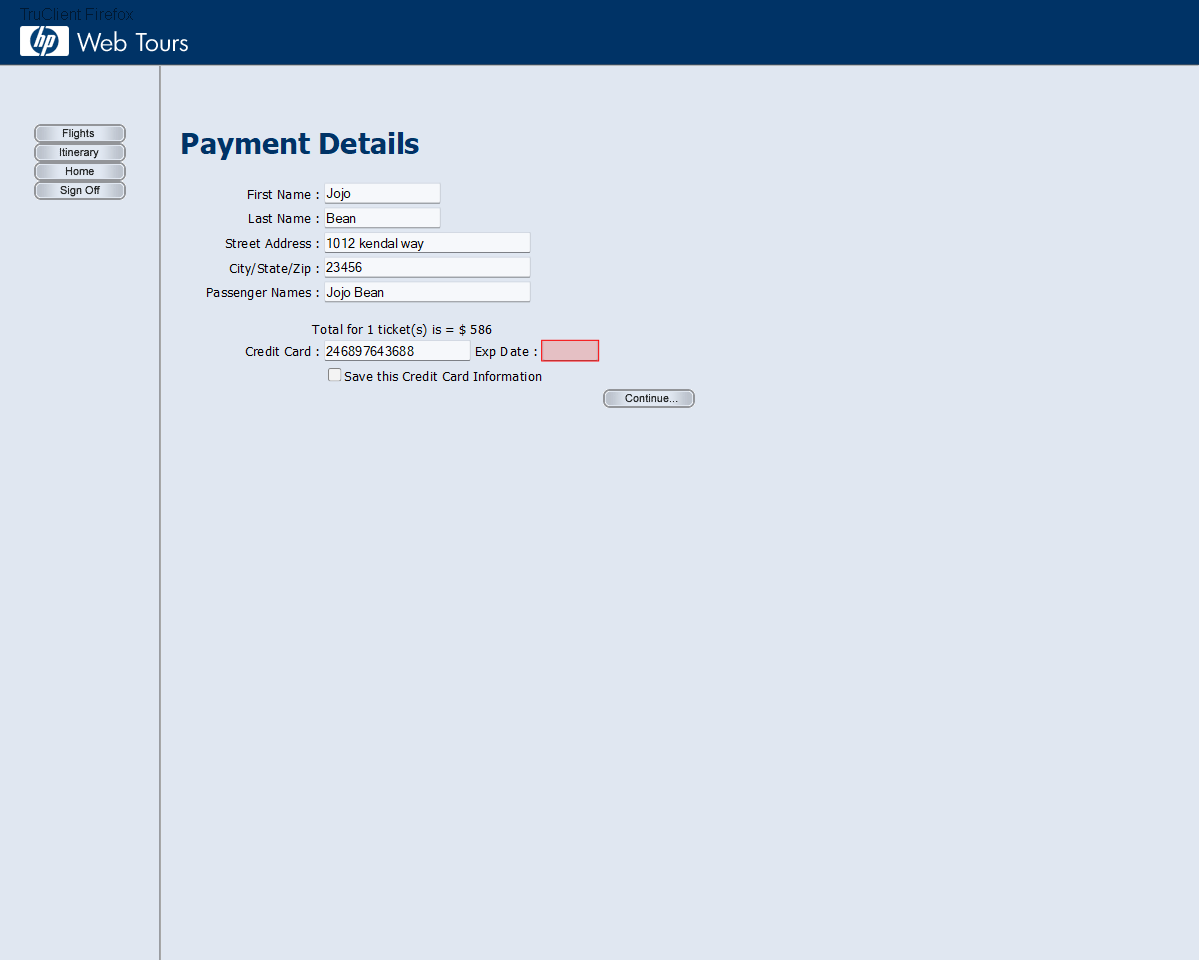 TruClient Firefox
hp Web Tours
Flights
Itinerary
Home
Sign Off
Payment Details
First Name : Jojo
Last Name : Bean
Street Address : 1012 kendal way
City/State/Zip : 23456
Passenger Names : Jojo Bean
Total for 1 ticket(s) is = $ 586
Credit Card : 246897643688 Exp Date :
Save this Credit Card Information
Continue...